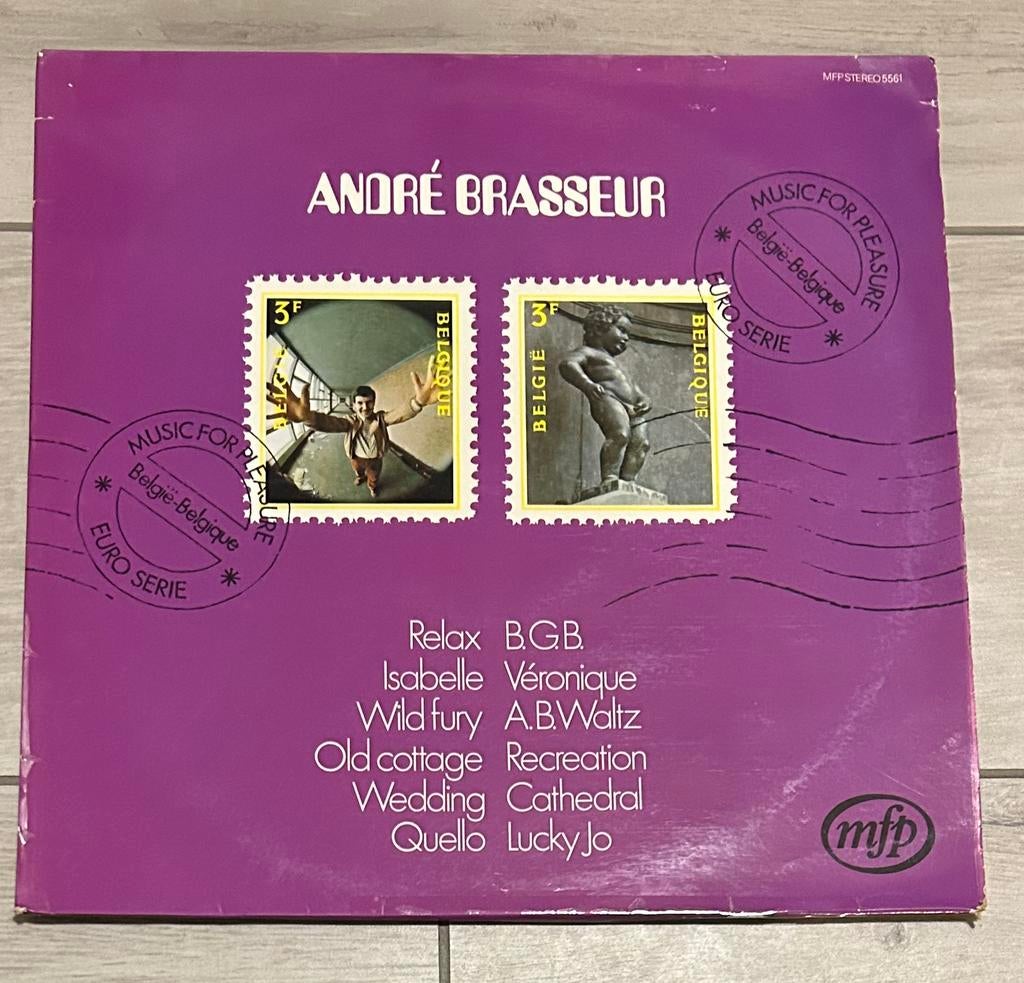 MFP STEREO 5561
ANDRÉ BRASSEUR
MUSIC FOR PLEASURE
België-Belgique
EURO SERIE
3F
BELGIË
BELGIQUE
3F
BELGIË
BELGIQUE
MUSIC FOR PLEASURE
België-Belgique
EURO SERIE
Relax B.G.B.
Isabelle Véronique
Wild fury A.B.Waltz
Old cottage Recreation
Wedding Cathedral
Quello Lucky Jo
mfp